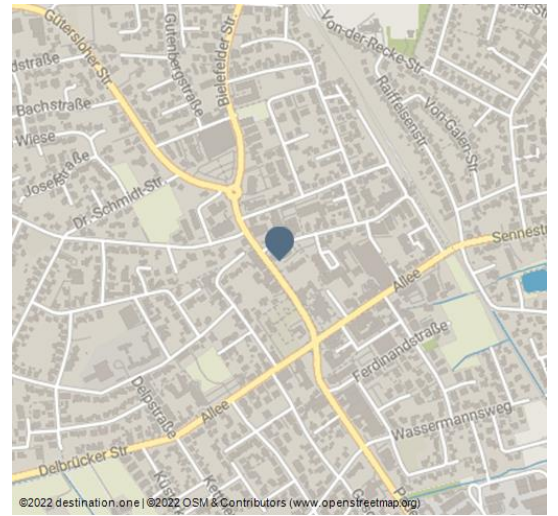 Gütersloher Str.
Gutenbergstraße
Bielefelder Str.
Von-der-Recke-Str
Raiffeisenstr
Von-Galen-Str
ndstraße
Bachstraße
Wiese
Josefstraße
Dr.-Schmidt-Str
Sennestr
Allee
Ferdinandstraße
Delpstraße
Allee
Wassermannsweg
Delbrücker Str
©2022 destination.one | ©2022 OSM & Contributors (www.openstreetmap.org)